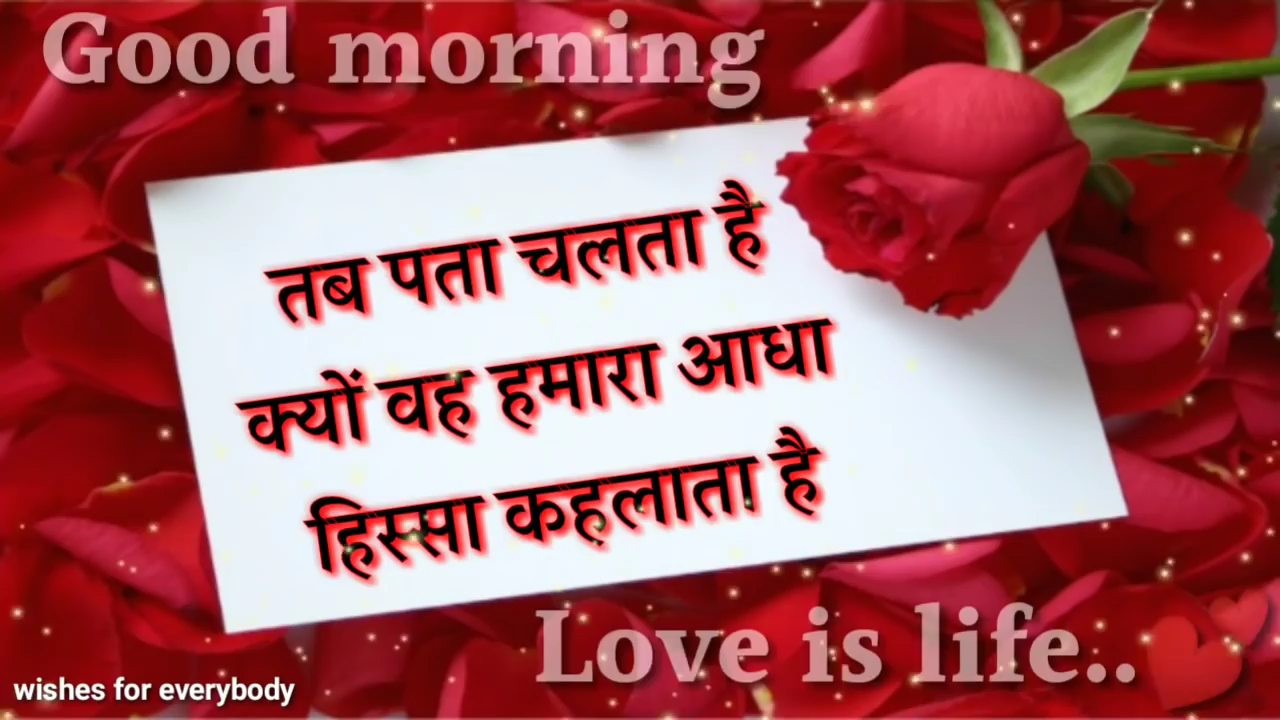 Good morning
तब पता चलता है
क्यों वह हमारा आधा
हिस्सा कहलाता है
Love is life..
wishes for everybody